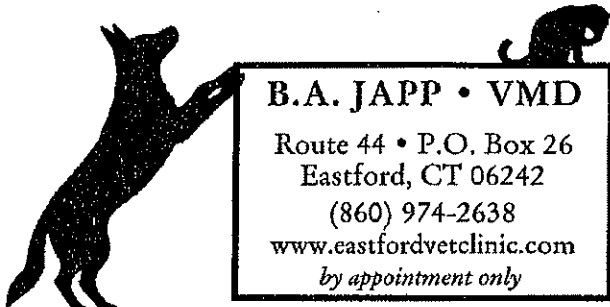 B.A. JAPP • VMD
Route 44 • P.O. Box 26
Eastford, CT 06242
(860) 974-2638
www.eastfordvetclinic.com
by appointment only